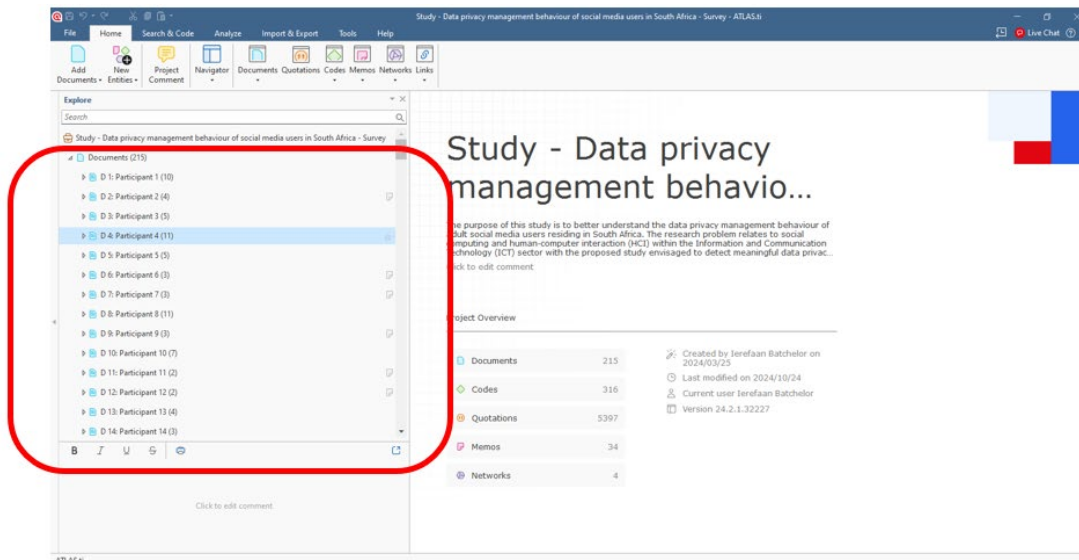 Study - Data privacy management behaviour of social media users in South Africa - Survey - ATLAS.ti
File Home Search & Code Analyze Import & Export Tools Help
Live Chat
Add Documents
New Entities
Project Comment
Navigator
Documents
Quotations
Codes
Memos
Networks
Links
Explore
Search
Study - Data privacy management behaviour of social media users in South Africa - Survey
Documents (215)
D 1: Participant 1 (10)
D 2: Participant 2 (4)
D 3: Participant 3 (5)
D 4: Participant 4 (11)
D 5: Participant 5 (5)
D 6: Participant 6 (3)
D 7: Participant 7 (3)
D 8: Participant 8 (11)
D 9: Participant 9 (3)
D 10: Participant 10 (7)
D 11: Participant 11 (2)
D 12: Participant 12 (2)
D 13: Participant 13 (4)
D 14: Participant 14 (3)
B I U S
Click to edit comment
Study - Data privacy
management behavio...
purpose of this study is to better understand the data privacy management behaviour of
adult social media users residing in South Africa. The research problem relates to social
computing and human-computer interaction (HCI) within the Information and Communication
Technology (ICT) sector with the proposed study envisaged to detect meaningful data privac...
to edit comment
Project Overview
Documents 215
Codes 316
Quotations 5397
Memos 34
Networks 4
Created by Ierefaan Batchelor on
2024/03/25
Last modified on 2024/10/24
Current user Ierefaan Batchelor
Version 24.2.1.32227
ATLAS.ti